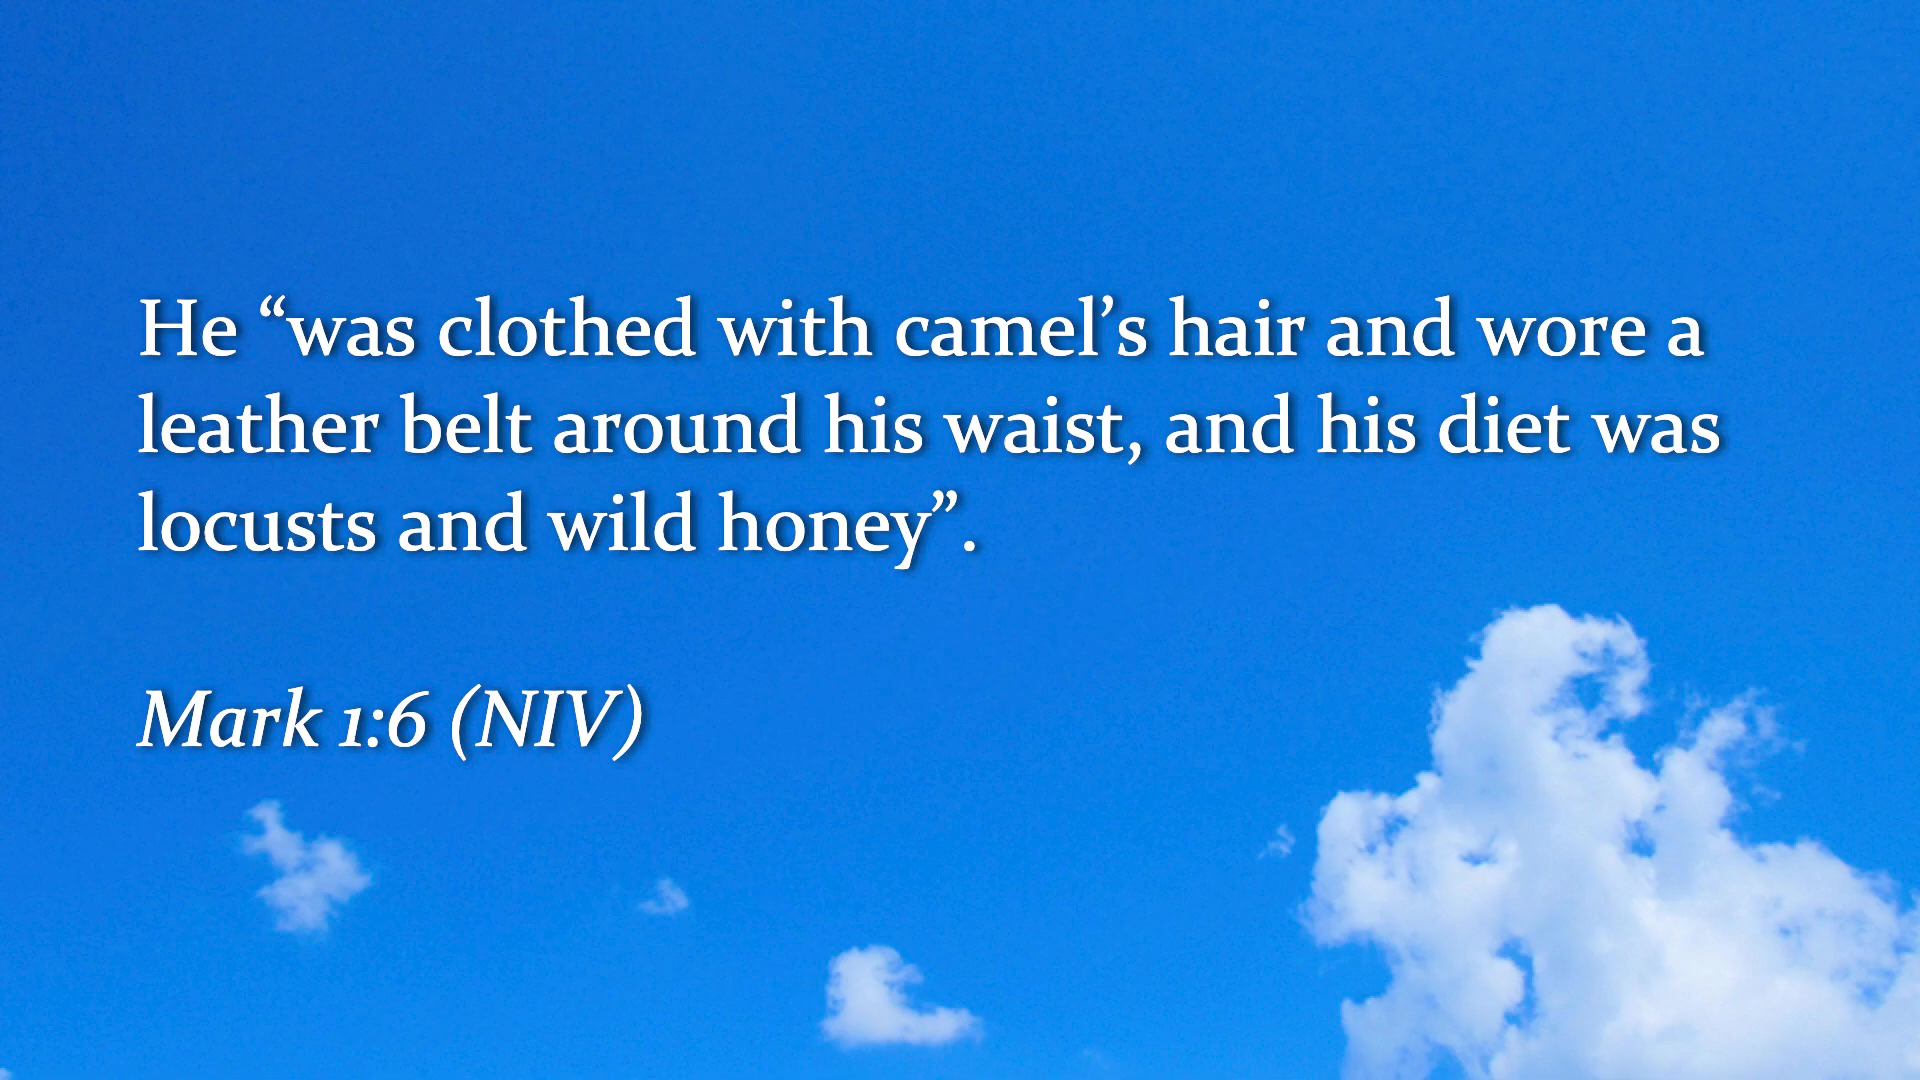 He “was clothed with camel’s hair and wore a
leather belt around his waist, and his diet was
locusts and wild honey”.
Mark 1:6 (NIV)